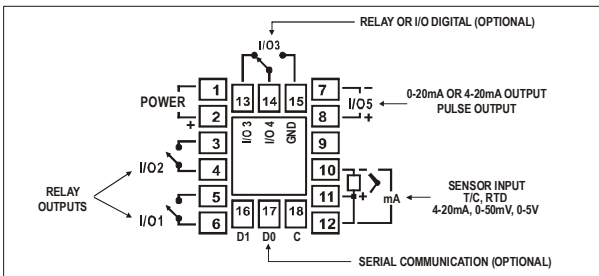 RELAY OR I/O DIGITAL (OPTIONAL)
I/O3
POWER
+
1
2
3
4
5
6
13 14 15
I/O 3
I/O 4
GND
7
8
9
10
11
12
–
I/O5
+
0-20mA OR 4-20mA OUTPUT
PULSE OUTPUT
I/O2
RELAY
OUTPUTS
I/O1
16 17 18
D1 D0 C
+
mA
SENSOR INPUT
T/C, RTD
4-20mA, 0-50mV, 0-5V
SERIAL COMMUNICATION (OPTIONAL)